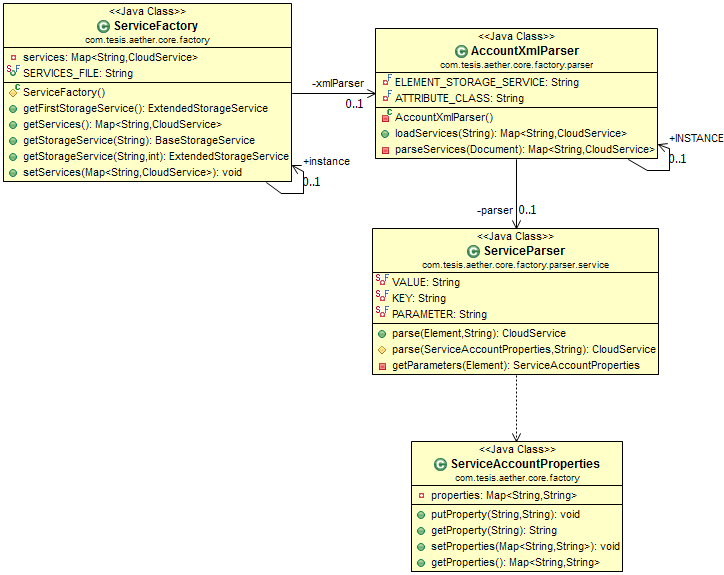 <<Java Class>>
ServiceFactory
com.tesis.aether.core.factory
services: Map<String,CloudService>
SERVICES_FILE: String
ServiceFactory()
getFirstStorageService(): ExtendedStorageService
getServices(): Map<String,CloudService>
getStorageService(String): BaseStorageService
getStorageService(String,int): ExtendedStorageService
setServices(Map<String,CloudService>): void
+instance
0..1
-xmlParser
0..1
<<Java Class>>
AccountXmlParser
com.tesis.aether.core.factory.parser
ELEMENT_STORAGE_SERVICE: String
ATTRIBUTE_CLASS: String
AccountXmlParser()
loadServices(String): Map<String,CloudService>
parseServices(Document): Map<String,CloudService>
+INSTANCE
0..1
-parser 0..1
<<Java Class>>
ServiceParser
com.tesis.aether.core.factory.parser.service
VALUE: String
KEY: String
PARAMETER: String
parse(Element,String): CloudService
parse(ServiceAccountProperties,String): CloudService
getParameters(Element): ServiceAccountProperties
<<Java Class>>
ServiceAccountProperties
com.tesis.aether.core.factory
properties: Map<String,String>
putProperty(String,String): void
getProperty(String): String
setProperties(Map<String,String>): void
getProperties(): Map<String,String>